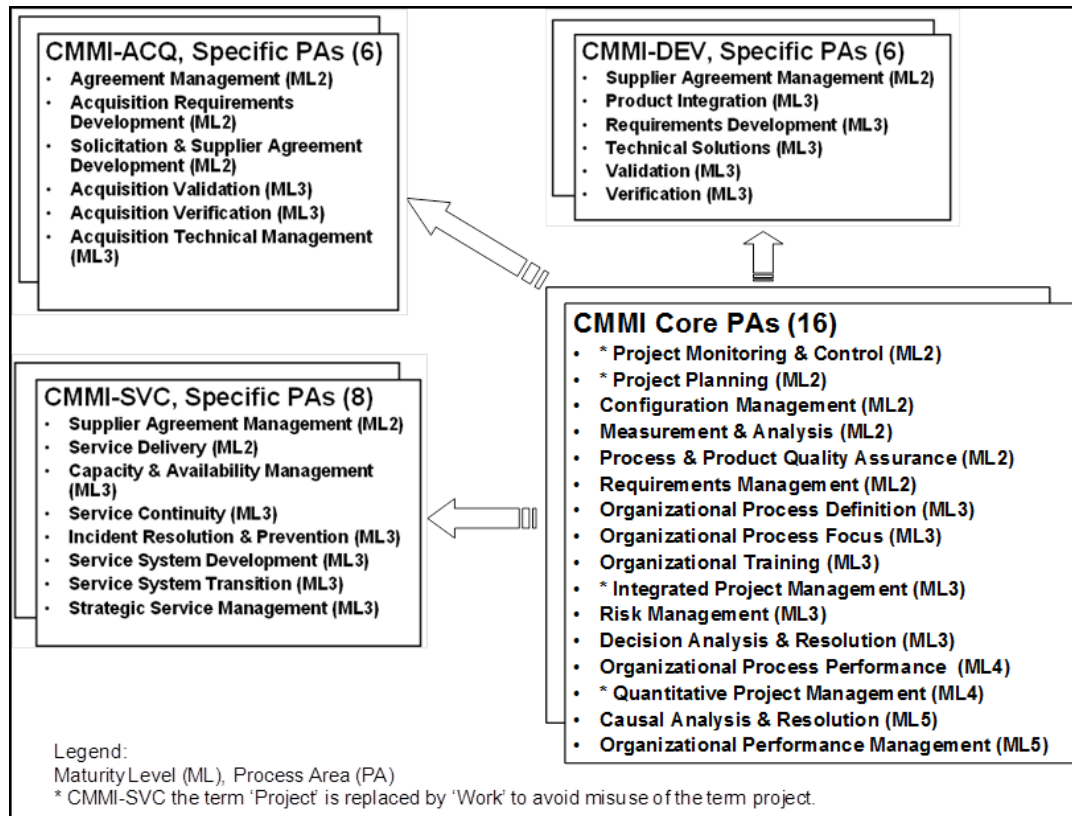 CMMI-ACQ, Specific PAs (6)
· Agreement Management (ML2)
· Acquisition Requirements
Development (ML2)
· Solicitation & Supplier Agreement
Development (ML2)
· Acquisition Validation (ML3)
· Acquisition Verification (ML3)
· Acquisition Technical Management
(ML3)
CMMI-DEV, Specific PAs (6)
· Supplier Agreement Management (ML2)
· Product Integration (ML3)
· Requirements Development (ML3)
· Technical Solutions (ML3)
· Validation (ML3)
· Verification (ML3)
CMMI-SVC, Specific PAs (8)
· Supplier Agreement Management (ML2)
· Service Delivery (ML2)
· Capacity & Availability Management
(ML3)
· Service Continuity (ML3)
· Incident Resolution & Prevention (ML3)
· Service System Development (ML3)
· Service System Transition (ML3)
· Strategic Service Management (ML3)
CMMI Core PAs (16)
• * Project Monitoring & Control (ML2)
• * Project Planning (ML2)
• Configuration Management (ML2)
• Measurement & Analysis (ML2)
• Process & Product Quality Assurance (ML2)
• Requirements Management (ML2)
• Organizational Process Definition (ML3)
• Organizational Process Focus (ML3)
• Organizational Training (ML3)
• * Integrated Project Management (ML3)
• Risk Management (ML3)
• Decision Analysis & Resolution (ML3)
• Organizational Process Performance (ML4)
• * Quantitative Project Management (ML4)
• Causal Analysis & Resolution (ML5)
• Organizational Performance Management (ML5)
Legend:
Maturity Level (ML), Process Area (PA)
* CMMI-SVC the term ‘Project’ is replaced by ‘Work’ to avoid misuse of the term project.